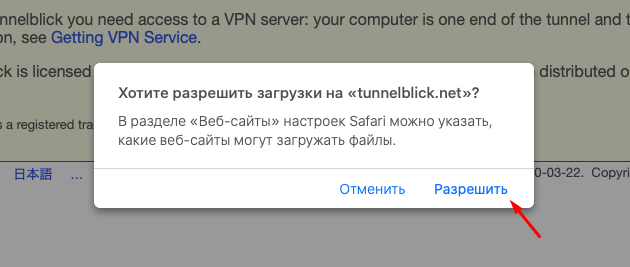 nnelblick you need access to a VPN server: your computer is one end of the tunnel and t
on, see Getting VPN Service.
ck is licensed
distributed o
Хотите разрешить загрузки на «tunnelblick.net»?
В разделе «Веб-сайты» настроек Safari можно указать,
какие веб-сайты могут загружать файлы.
s a registered tra
Отменить Разрешить
日本語 ...
0-03-22. Copyri